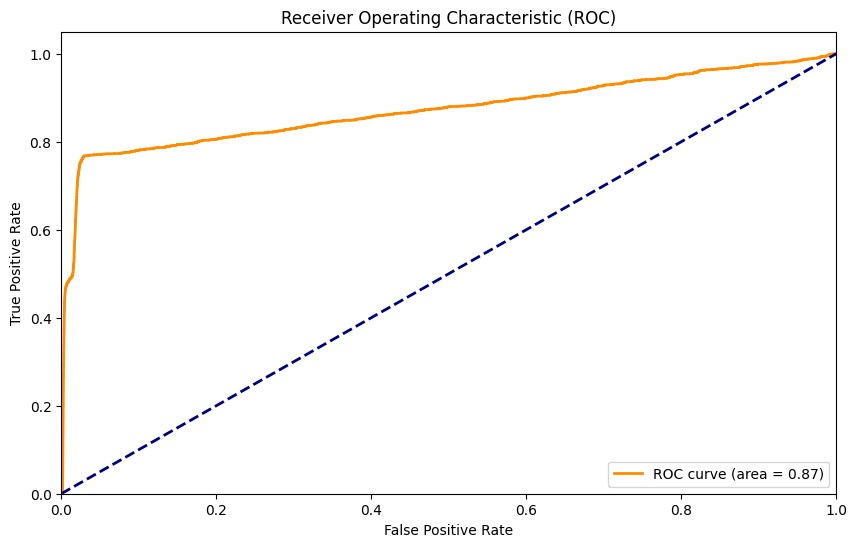 Receiver Operating Characteristic (ROC)
True Positive Rate
1.0
0.8
0.6
0.4
0.2
0.0
ROC curve (area = 0.87)
0.0 0.2 0.4 0.6 0.8 1.0
False Positive Rate